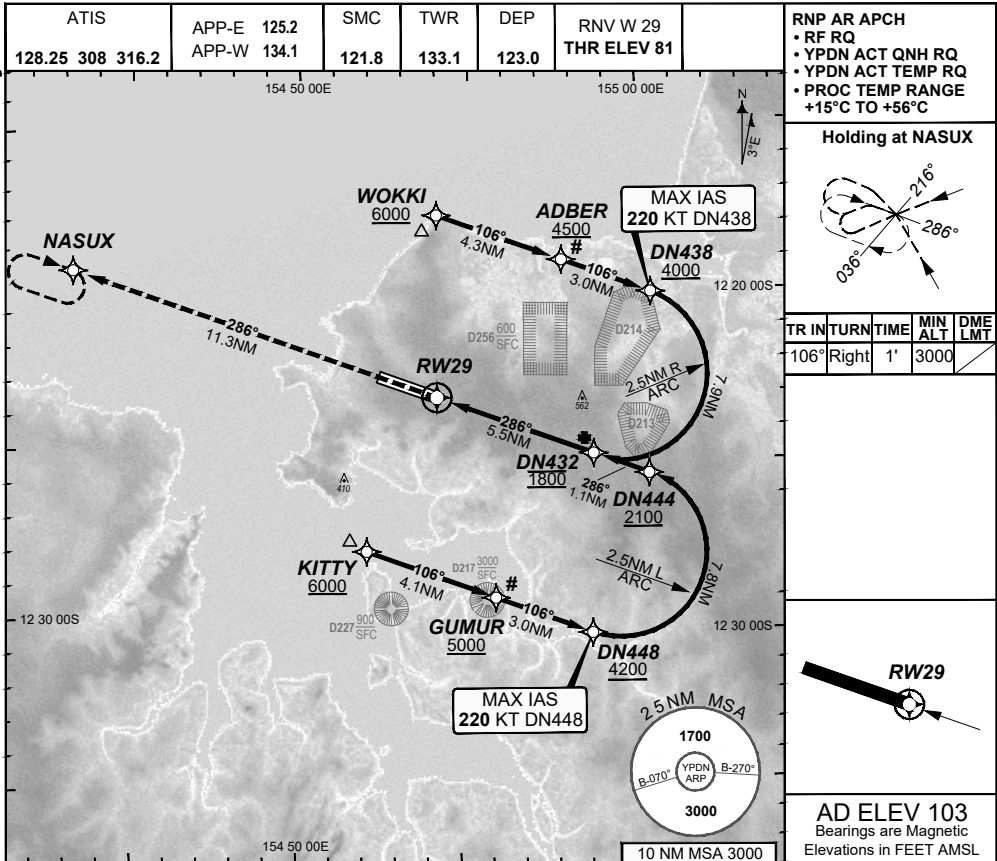 ATIS
128.25 308 316.2
APP-E 125.2
APP-W 134.1
SMC
121.8
TWR
133.1
DEP
123.0
RNV W 29
THR ELEV 81
RNP AR APCH
• RF RQ
• YPDN ACT QNH RQ
• YPDN ACT TEMP RQ
• PROC TEMP RANGE
+15°C TO +56°C
154 50 00E
155 00 00E
N
3°E
Holding at NASUX
216°
286°
036°
TR IN TURN TIME MIN ALT DME LMT
106° Right 1' 3000
WOKKI
6000
106°
4.3NM
ADBER
4500
#
106°
3.0NM
MAX IAS
220 KT DN438
DN438
4000
12 20 00S
NASUX
286°
11.3NM
D256 600
SFC
D214
RW29
2.5NM R
ARC
7.9NM
562
D213
286°
5.5NM
DN432
1800
286°
1.1NM
DN444
2100
410
KITTY
6000
106°
4.1NM
D217 3000
SFC
#
106°
3.0NM
2.5NM L
ARC
7.8NM
D227 900
SFC
GUMUR
5000
12 30 00S
12 30 00S
DN448
4200
MAX IAS
220 KT DN448
25 NM MSA
1700
B-070°
YPDN
ARP
B-270°
3000
10 NM MSA 3000
154 50 00E
RW29
AD ELEV 103
Bearings are Magnetic
Elevations in FEET AMSL